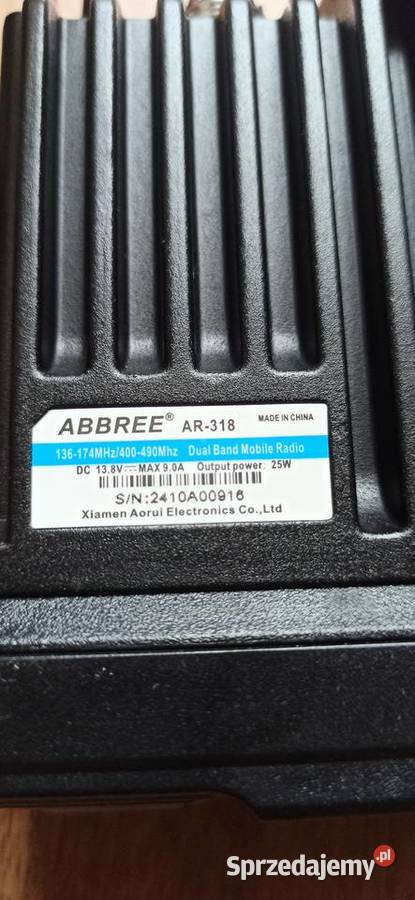 ABBREE® AR-318 MADE IN CHINA
136-174MHz/400-490Mhz Dual Band Mobile Radio
DC 13.8V⎓MAX 9.0A Output power: 25W
S/N:2410A00916
Xiamen Aorui Electronics Co.,Ltd
Sprzedajemy.pl